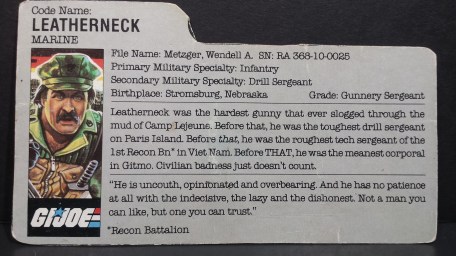 Code Name:
LEATHERNECK
MARINE
File Name: Metzger, Wendell A. SN: RA 368-10-0025
Primary Military Specialty: Infantry
Secondary Military Specialty: Drill Sergeant
Birthplace: Stromsburg, Nebraska Grade: Gunnery Sergeant
Leatherneck was the hardest gunny that ever slogged through the
mud of Camp Lejeune. Before that, he was the toughest drill sergeant
on Paris Island. Before that, he was the roughest tech sergeant of the
1st Recon Bn* in Viet Nam. Before THAT, he was the meanest corporal
in Gitmo. Civilian badness just doesn't count.
"He is uncouth, opinionated and overbearing. And he has no patience
at all with the indecisive, the lazy and the dishonest. Not a man you
can like, but one you can trust."
*Recon Battalion
GI JOE